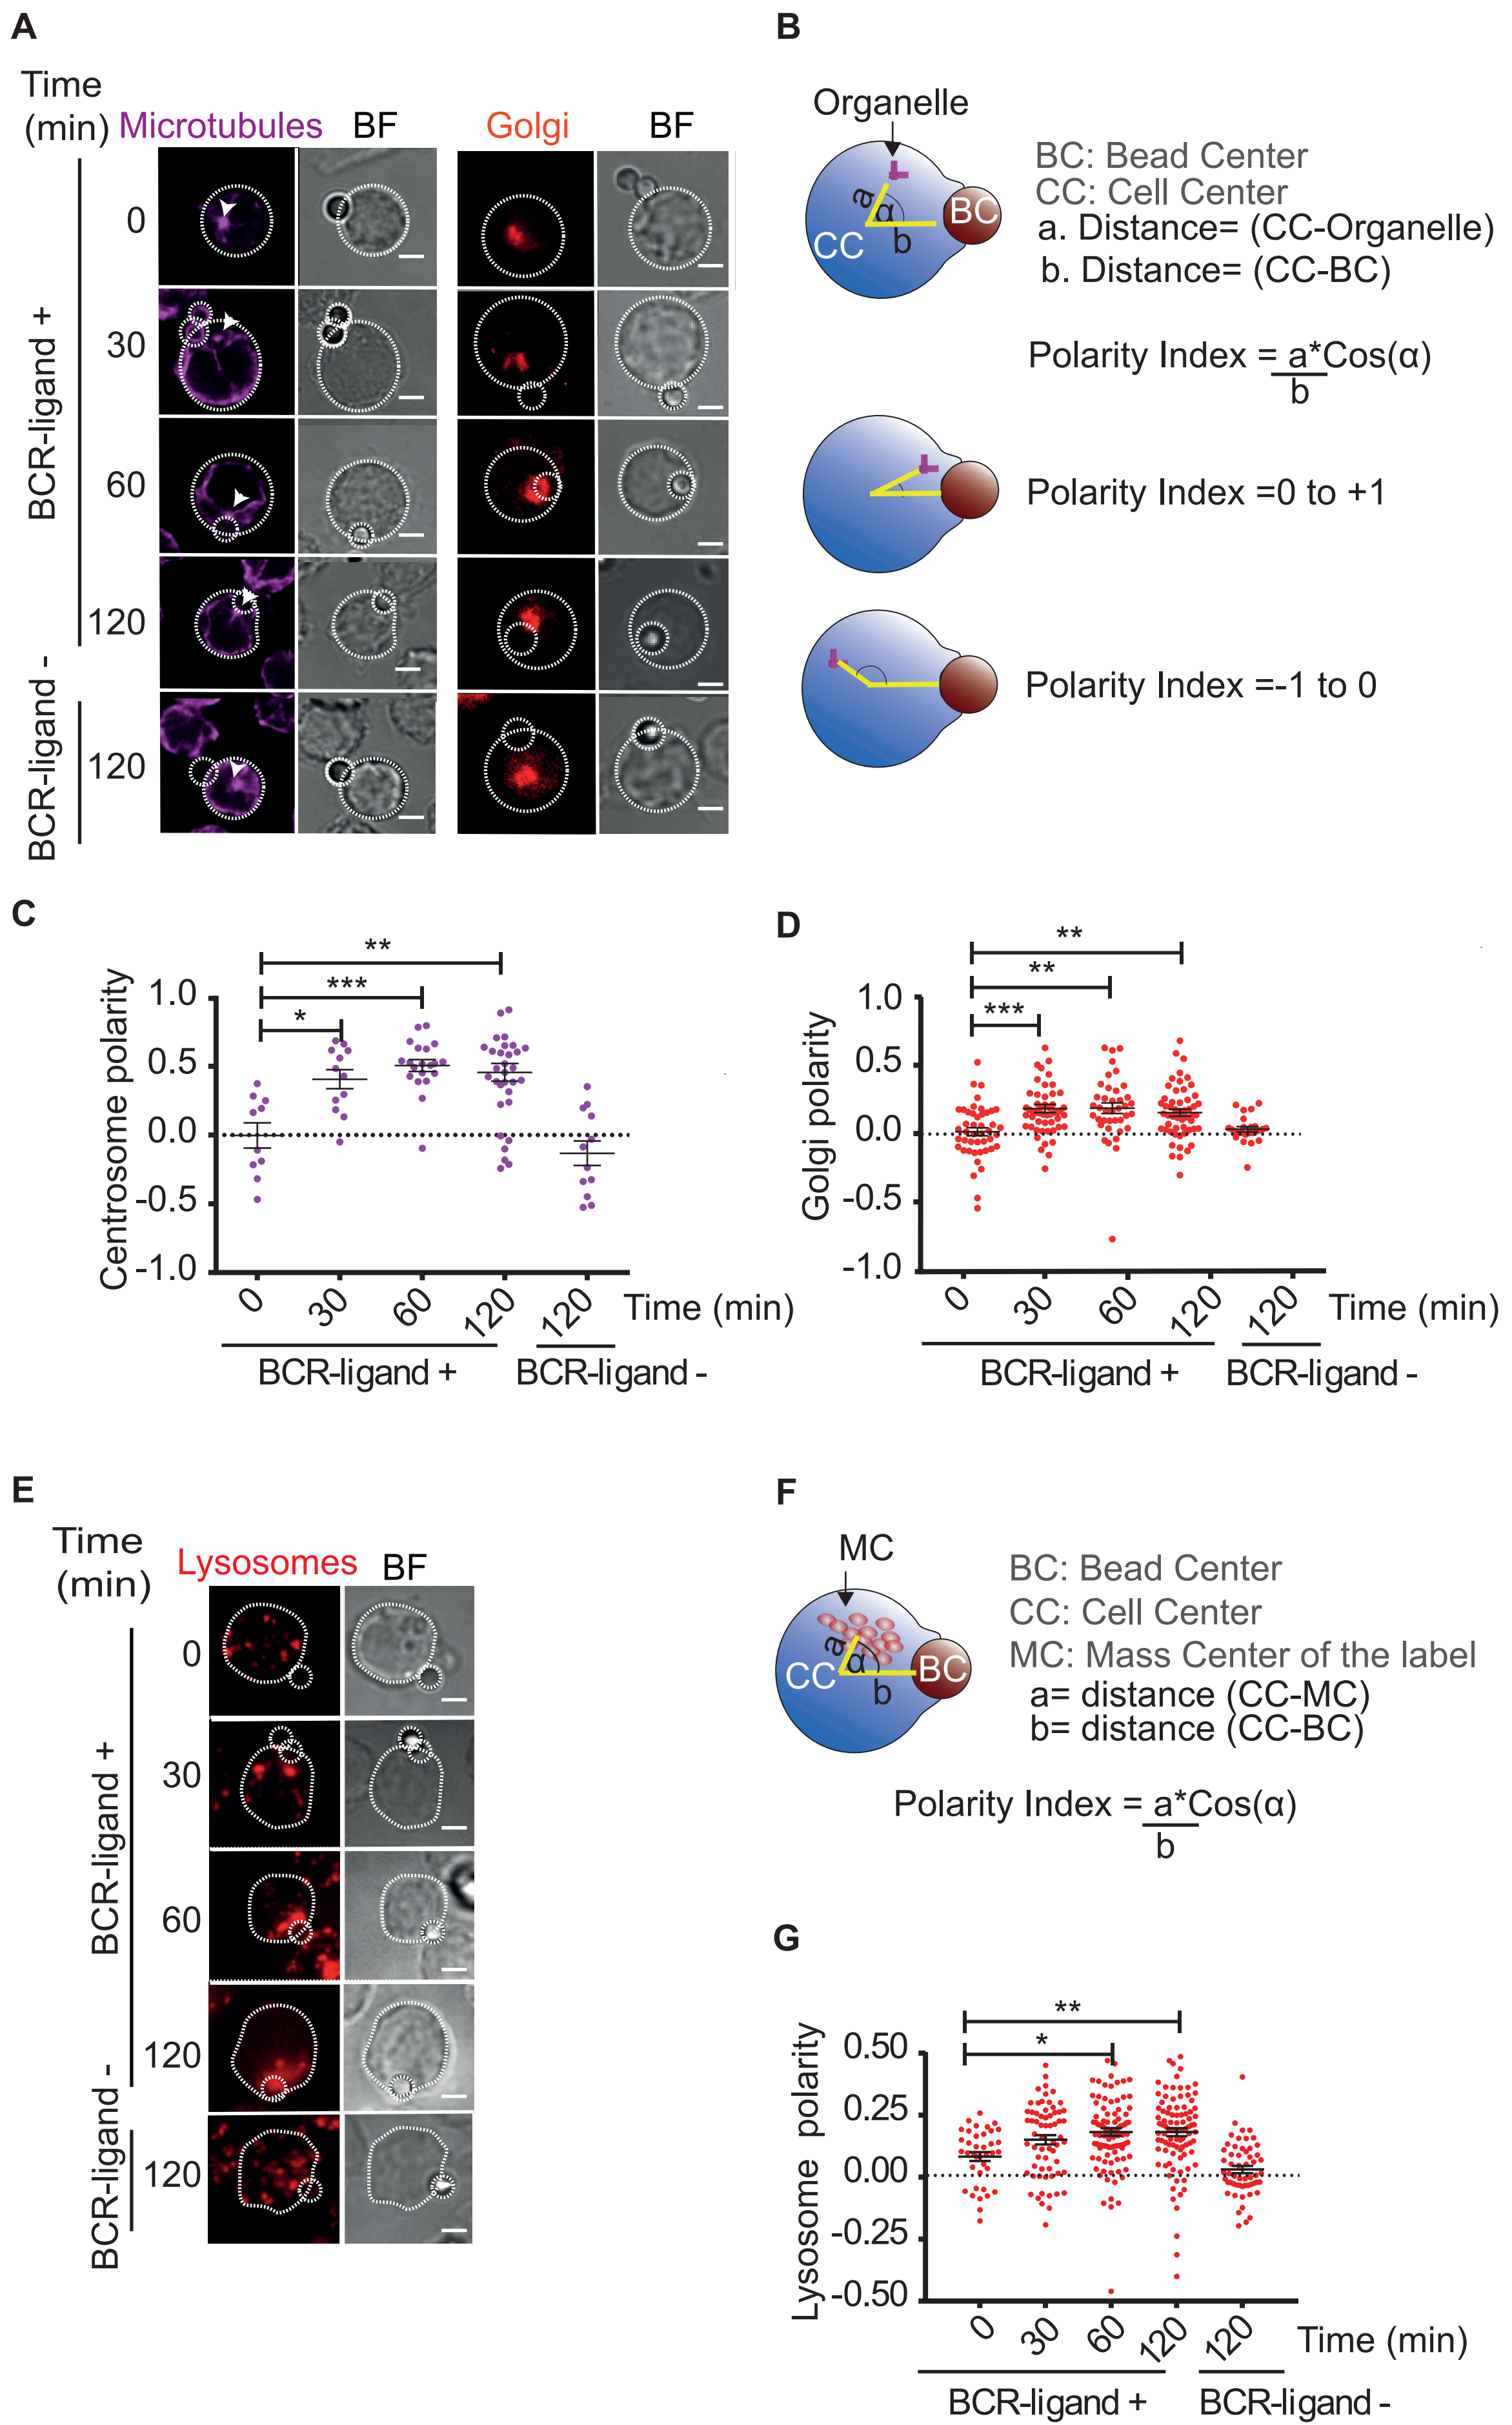 A
Time
(min)
Microtubules BF Golgi BF
0
30
60
120
120
BCR-ligand +
BCR-ligand -
B
Organelle
a
α
b
CC
BC
BC: Bead Center
CC: Cell Center
a. Distance= (CC-Organelle)
b. Distance= (CC-BC)
Polarity Index = a*Cos(α)
b
Polarity Index =0 to +1
Polarity Index =-1 to 0
C
Centrosome polarity
1.0
0.5
0.0
-0.5
-1.0
*
***
**
0 30 60 120 120 Time (min)
BCR-ligand + BCR-ligand -
D
Golgi polarity
1.0
0.5
0.0
-0.5
-1.0
***
**
**
0 30 60 120 120 Time (min)
BCR-ligand + BCR-ligand -
E
Time
(min)
Lysosomes BF
0
30
60
120
120
BCR-ligand +
BCR-ligand -
F
MC
a
α
b
CC
BC
BC: Bead Center
CC: Cell Center
MC: Mass Center of the label
a= distance (CC-MC)
b= distance (CC-BC)
Polarity Index = a*Cos(α)
b
G
Lysosome polarity
0.50
0.25
0.00
-0.25
-0.50
*
**
0 30 60 120 120 Time (min)
BCR-ligand + BCR-ligand -